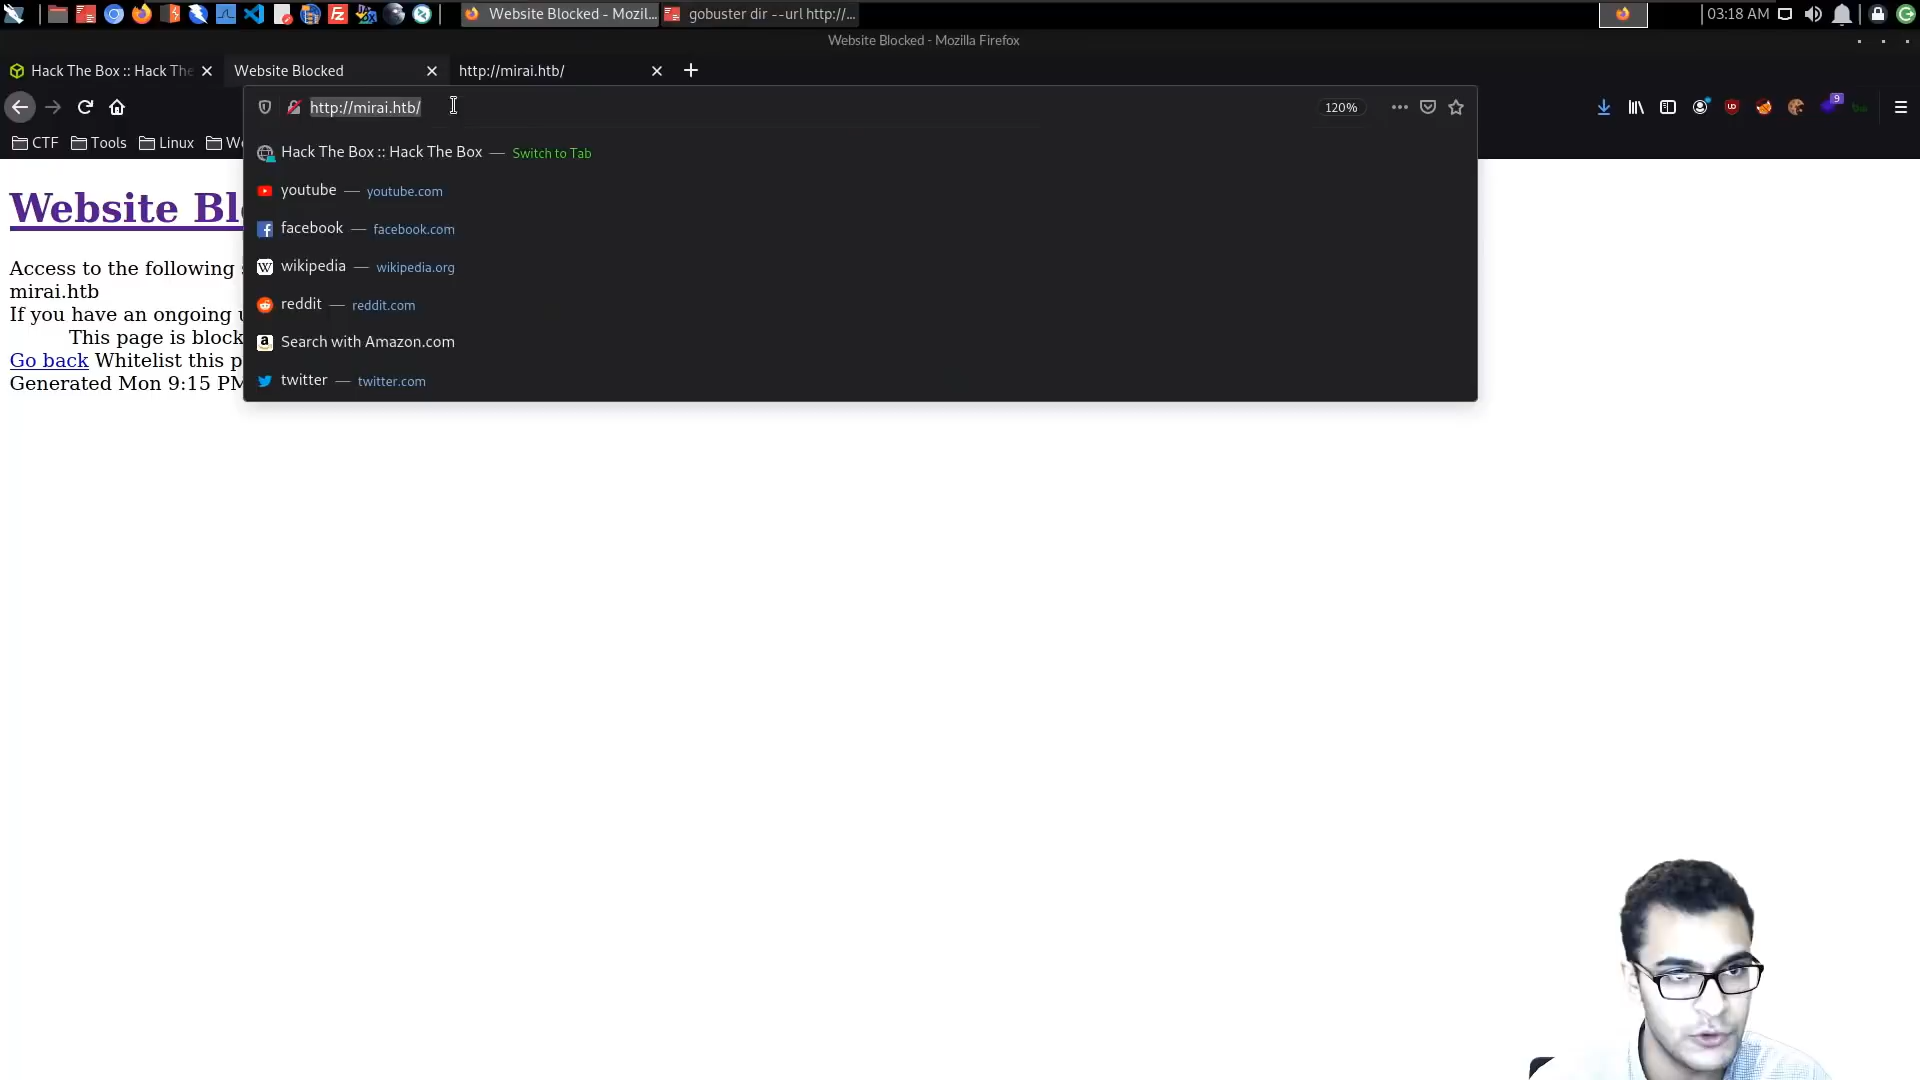 Website Blocked - Mozil...
gobuster dir --url http://...
03:18 AM
Website Blocked - Mozilla Firefox
Hack The Box :: Hack The
Website Blocked
http://mirai.htb/
http://mirai.htb/
120%
9
CTF
Tools
Linux
W
Hack The Box :: Hack The Box — Switch to Tab
youtube — youtube.com
facebook — facebook.com
wikipedia — wikipedia.org
reddit — reddit.com
Search with Amazon.com
twitter — twitter.com
Website Bl
Access to the following
mirai.htb
If you have an ongoing
This page is block
Go back Whitelist this p
Generated Mon 9:15 PM